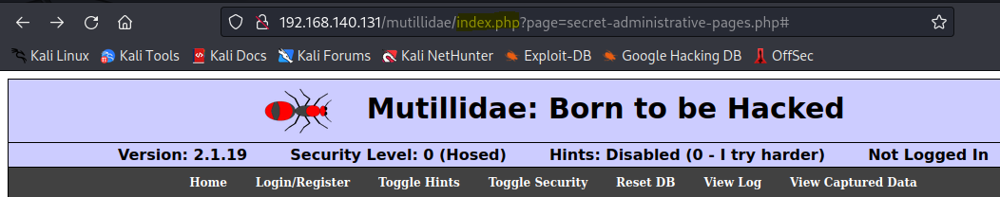 192.168.140.131/mutillidae/index.php?page=secret-administrative-pages.php#
Kali Linux Kali Tools Kali Docs Kali Forums Kali NetHunter Exploit-DB Google Hacking DB OffSec
Mutillidae: Born to be Hacked
Version: 2.1.19 Security Level: 0 (Hosed) Hints: Disabled (0 - I try harder) Not Logged In
Home Login/Register Toggle Hints Toggle Security Reset DB View Log View Captured Data